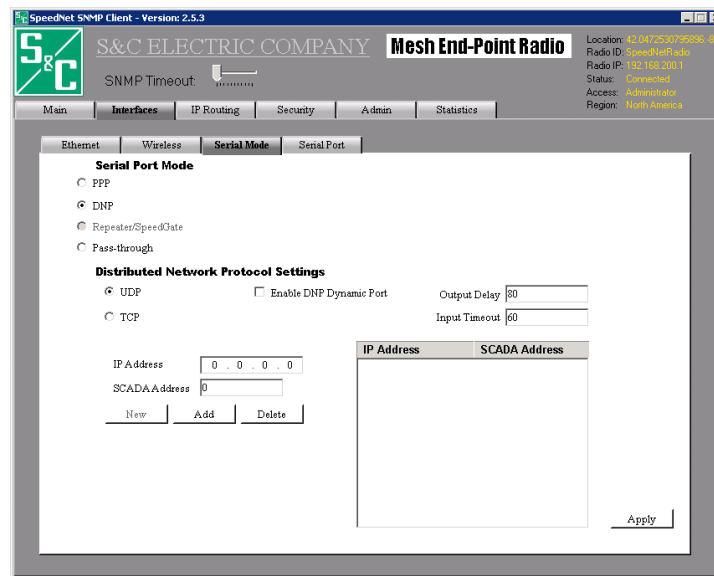 SpeedNet SNMP Client - Version: 2.5.3
S&C
S&C ELECTRIC COMPANY
Mesh End-Point Radio
SNMP Timeout:
Location: 42.0472530795896,-8
Radio ID: SpeedNetRadio
Radio IP: 192.168.200.1
Status: Connected
Access: Administrator
Region: North America
Main Interfaces IP Routing Security Admin Statistics
Ethernet Wireless Serial Mode Serial Port
Serial Port Mode
PPP
DNP
Repeater/SpeedGate
Pass-through
Distributed Network Protocol Settings
UDP Enable DNP Dynamic Port Output Delay 80
TCP Input Timeout 60
IP Address 0 . 0 . 0 . 0
SCADA Address 0
New Add Delete
IP Address SCADA Address
Apply